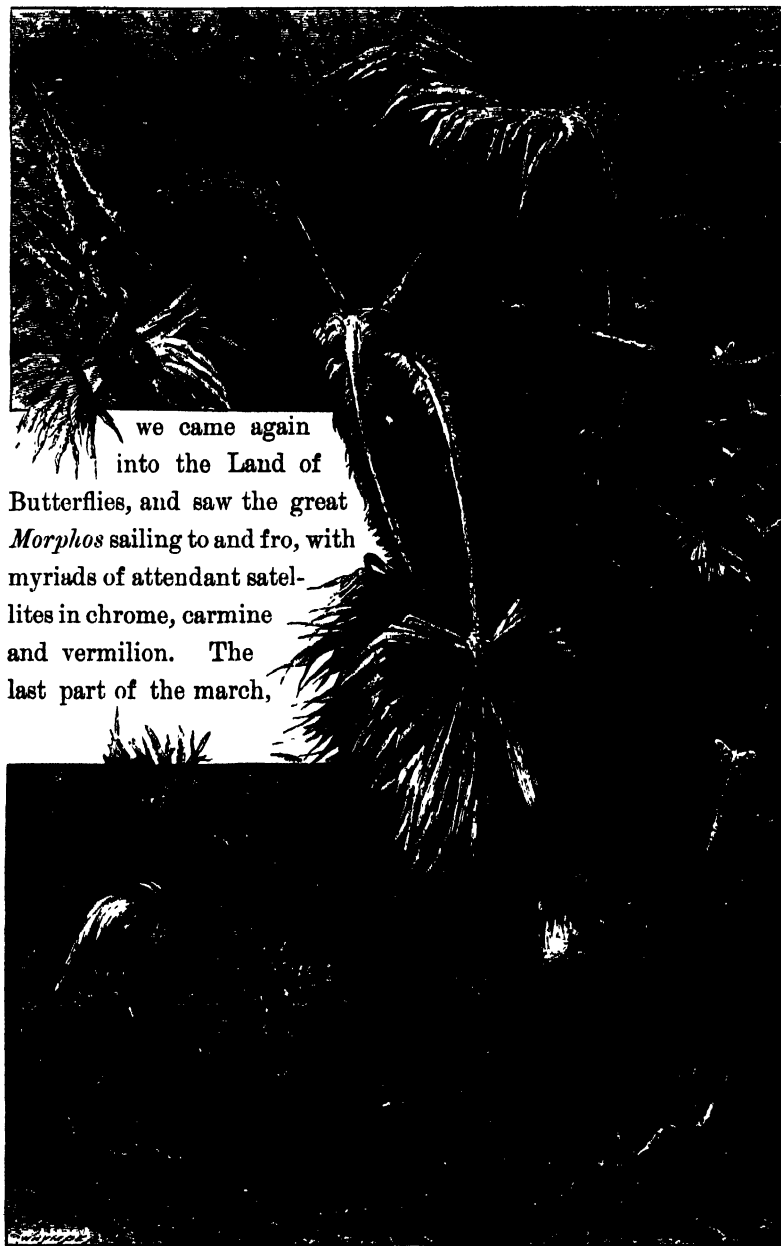 we came again
into the Land of
Butterflies, and saw the great
Morphos sailing to and fro, with
myriads of attendant satel-
lites in chrome, carmine
and vermilion. The
last part of the march,